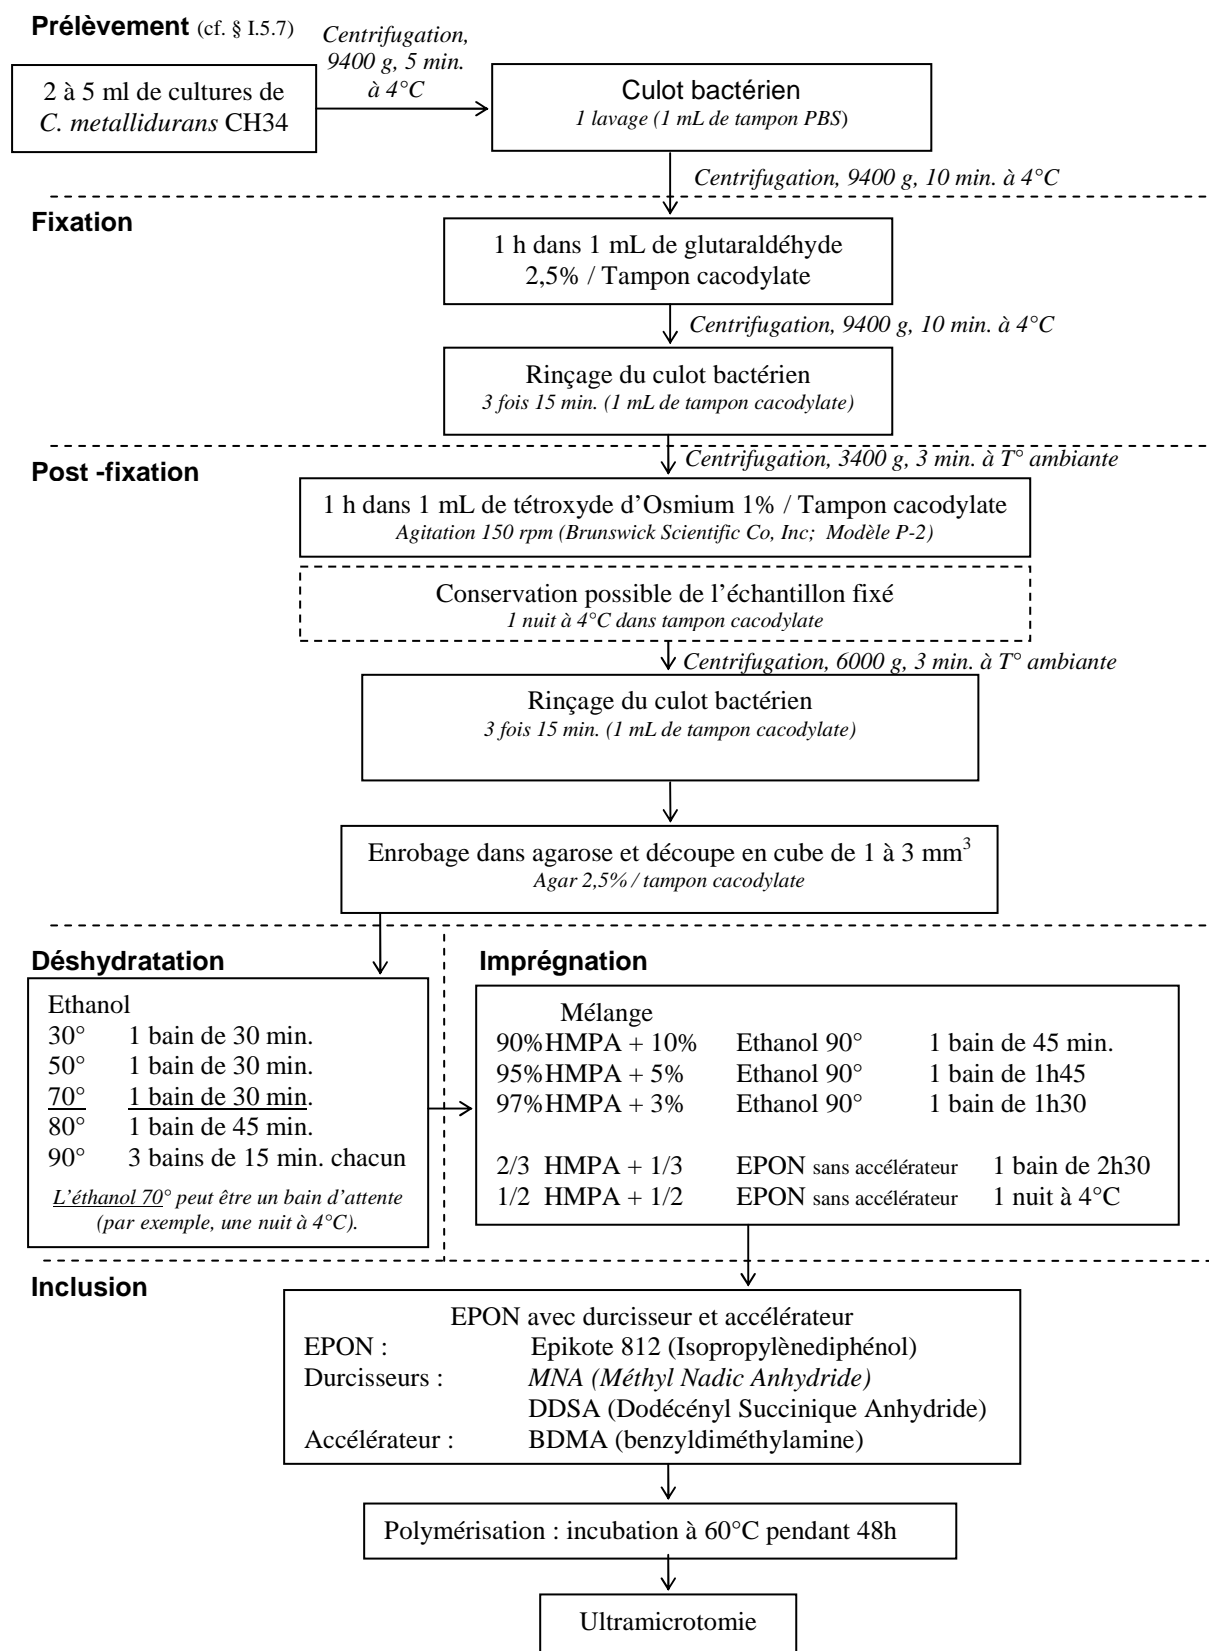 Prélèvement (cf. § I.5.7)
Centrifugation,
9400 g, 5 min.
à 4°C
2 à 5 ml de cultures de
C. metallidurans CH34
Culot bactérien
1 lavage (1 mL de tampon PBS)
Centrifugation, 9400 g, 10 min. à 4°C
Fixation
1 h dans 1 mL de glutaraldéhyde
2,5% / Tampon cacodylate
Centrifugation, 9400 g, 10 min. à 4°C
Rinçage du culot bactérien
3 fois 15 min. (1 mL de tampon cacodylate)
Centrifugation, 3400 g, 3 min. à T° ambiante
Post -fixation
1 h dans 1 mL de tétroxyde d’Osmium 1% / Tampon cacodylate
Agitation 150 rpm (Brunswick Scientific Co, Inc; Modèle P-2)
Conservation possible de l’échantillon fixé
1 nuit à 4°C dans tampon cacodylate
Centrifugation, 6000 g, 3 min. à T° ambiante
Rinçage du culot bactérien
3 fois 15 min. (1 mL de tampon cacodylate)
Enrobage dans agarose et découpe en cube de 1 à 3 mm³
Agar 2,5% / tampon cacodylate
Déshydratation
Ethanol
30° 1 bain de 30 min.
50° 1 bain de 30 min.
70° 1 bain de 30 min.
80° 1 bain de 45 min.
90° 3 bains de 15 min. chacun
L’éthanol 70° peut être un bain d’attente
(par exemple, une nuit à 4°C).
Imprégnation
Mélange
90%HMPA + 10% Ethanol 90° 1 bain de 45 min.
95%HMPA + 5% Ethanol 90° 1 bain de 1h45
97%HMPA + 3% Ethanol 90° 1 bain de 1h30
2/3 HMPA + 1/3 EPON sans accélérateur 1 bain de 2h30
1/2 HMPA + 1/2 EPON sans accélérateur 1 nuit à 4°C
Inclusion
EPON avec durcisseur et accélérateur
EPON : Epikote 812 (Isopropylènediphénol)
Durcisseurs : MNA (Méthyl Nadic Anhydride)
DDSA (Dodécényl Succinique Anhydride)
Accélérateur : BDMA (benzyldiméthylamine)
Polymérisation : incubation à 60°C pendant 48h
Ultramicrotomie